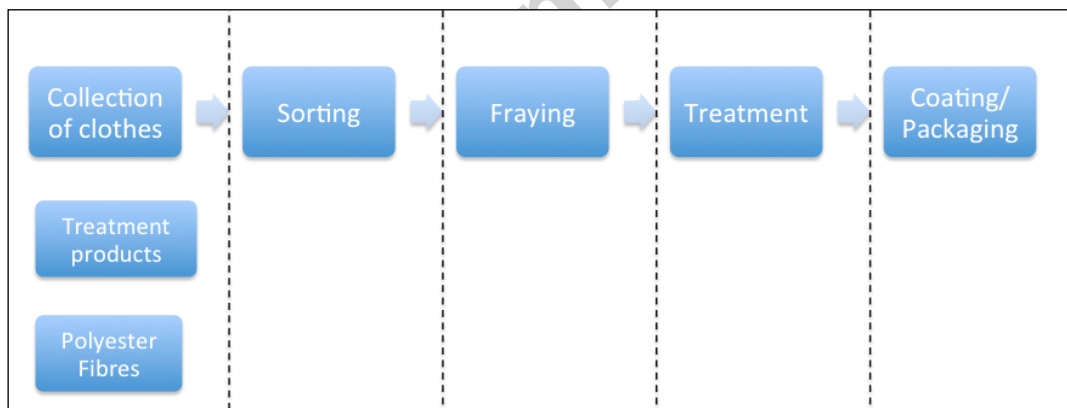 Collection
of clothes
Sorting
Fraying
Treatment
Coating/
Packaging
Treatment
products
Polyester
Fibres